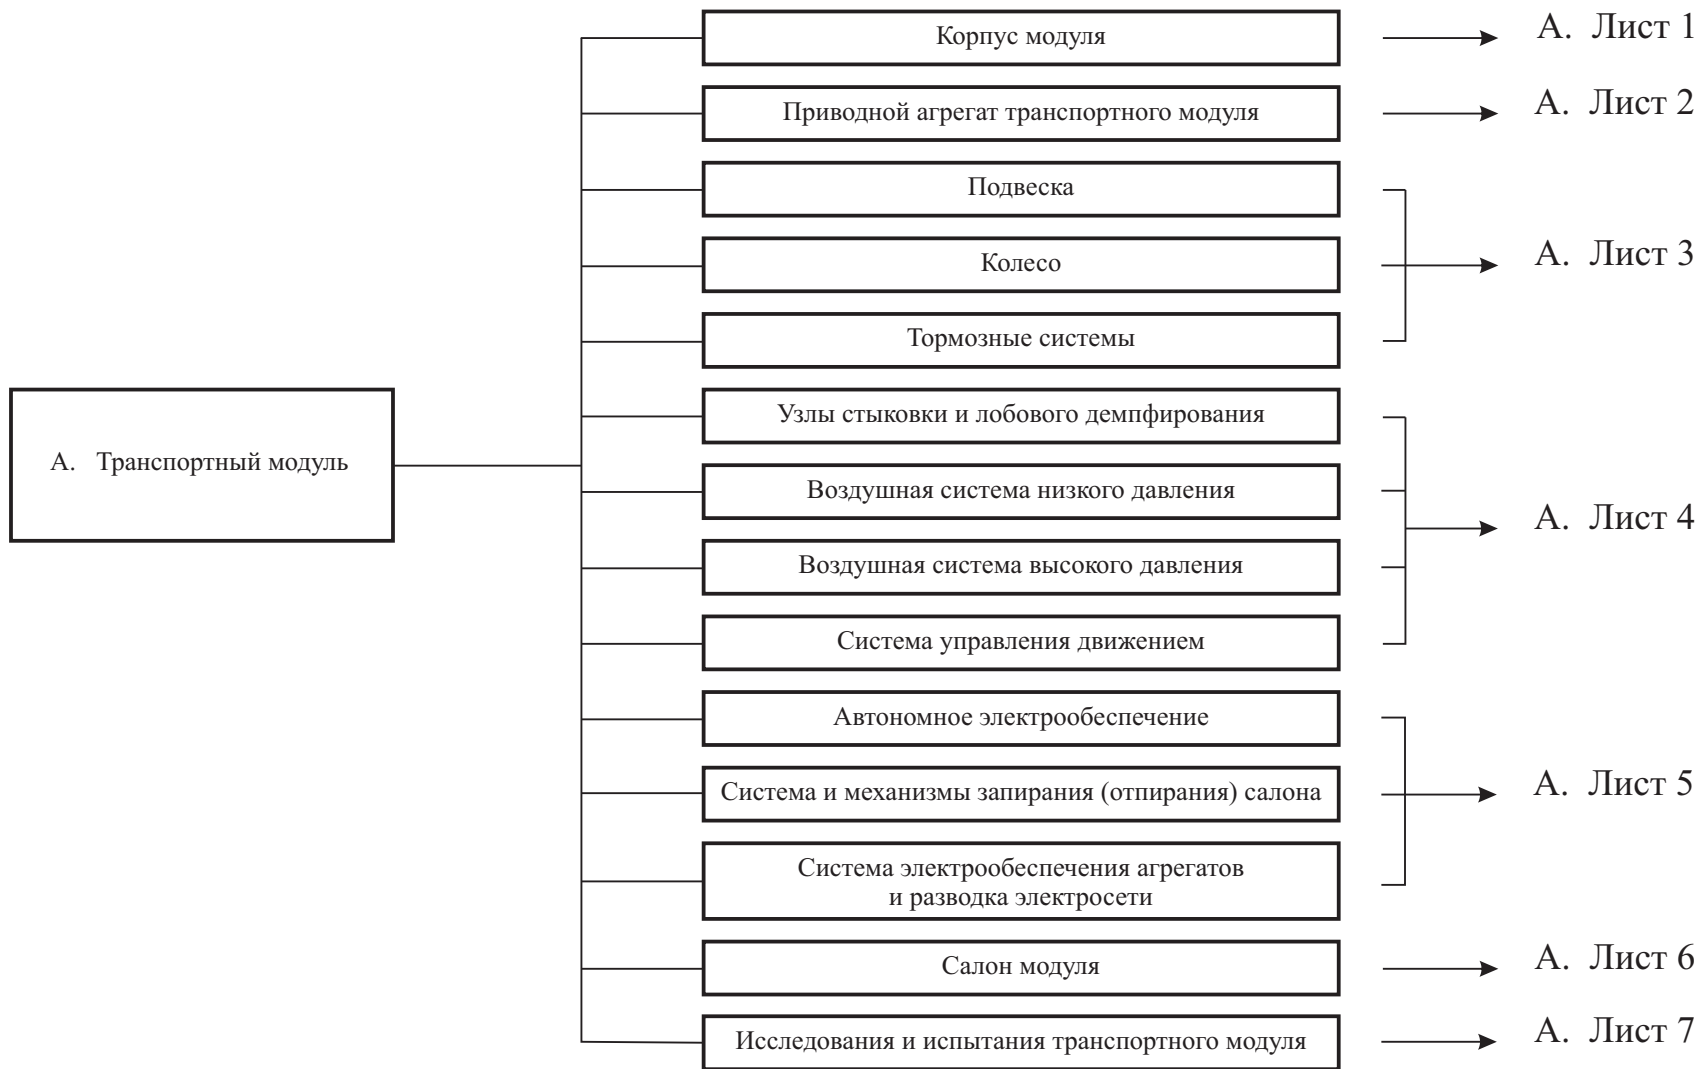 Корпус модуля
А. Лист 1
Приводной агрегат транспортного модуля
А. Лист 2
Подвеска
Колесо
А. Лист 3
Тормозные системы
Узлы стыковки и лобового демпфирования
А. Транспортный модуль
Воздушная система низкого давления
А. Лист 4
Воздушная система высокого давления
Система управления движением
Автономное электрообеспечение
Система и механизмы запирания (отпирания) салона
А. Лист 5
Система электрообеспечения агрегатов
и разводка электросети
Салон модуля
А. Лист 6
Исследования и испытания транспортного модуля
А. Лист 7